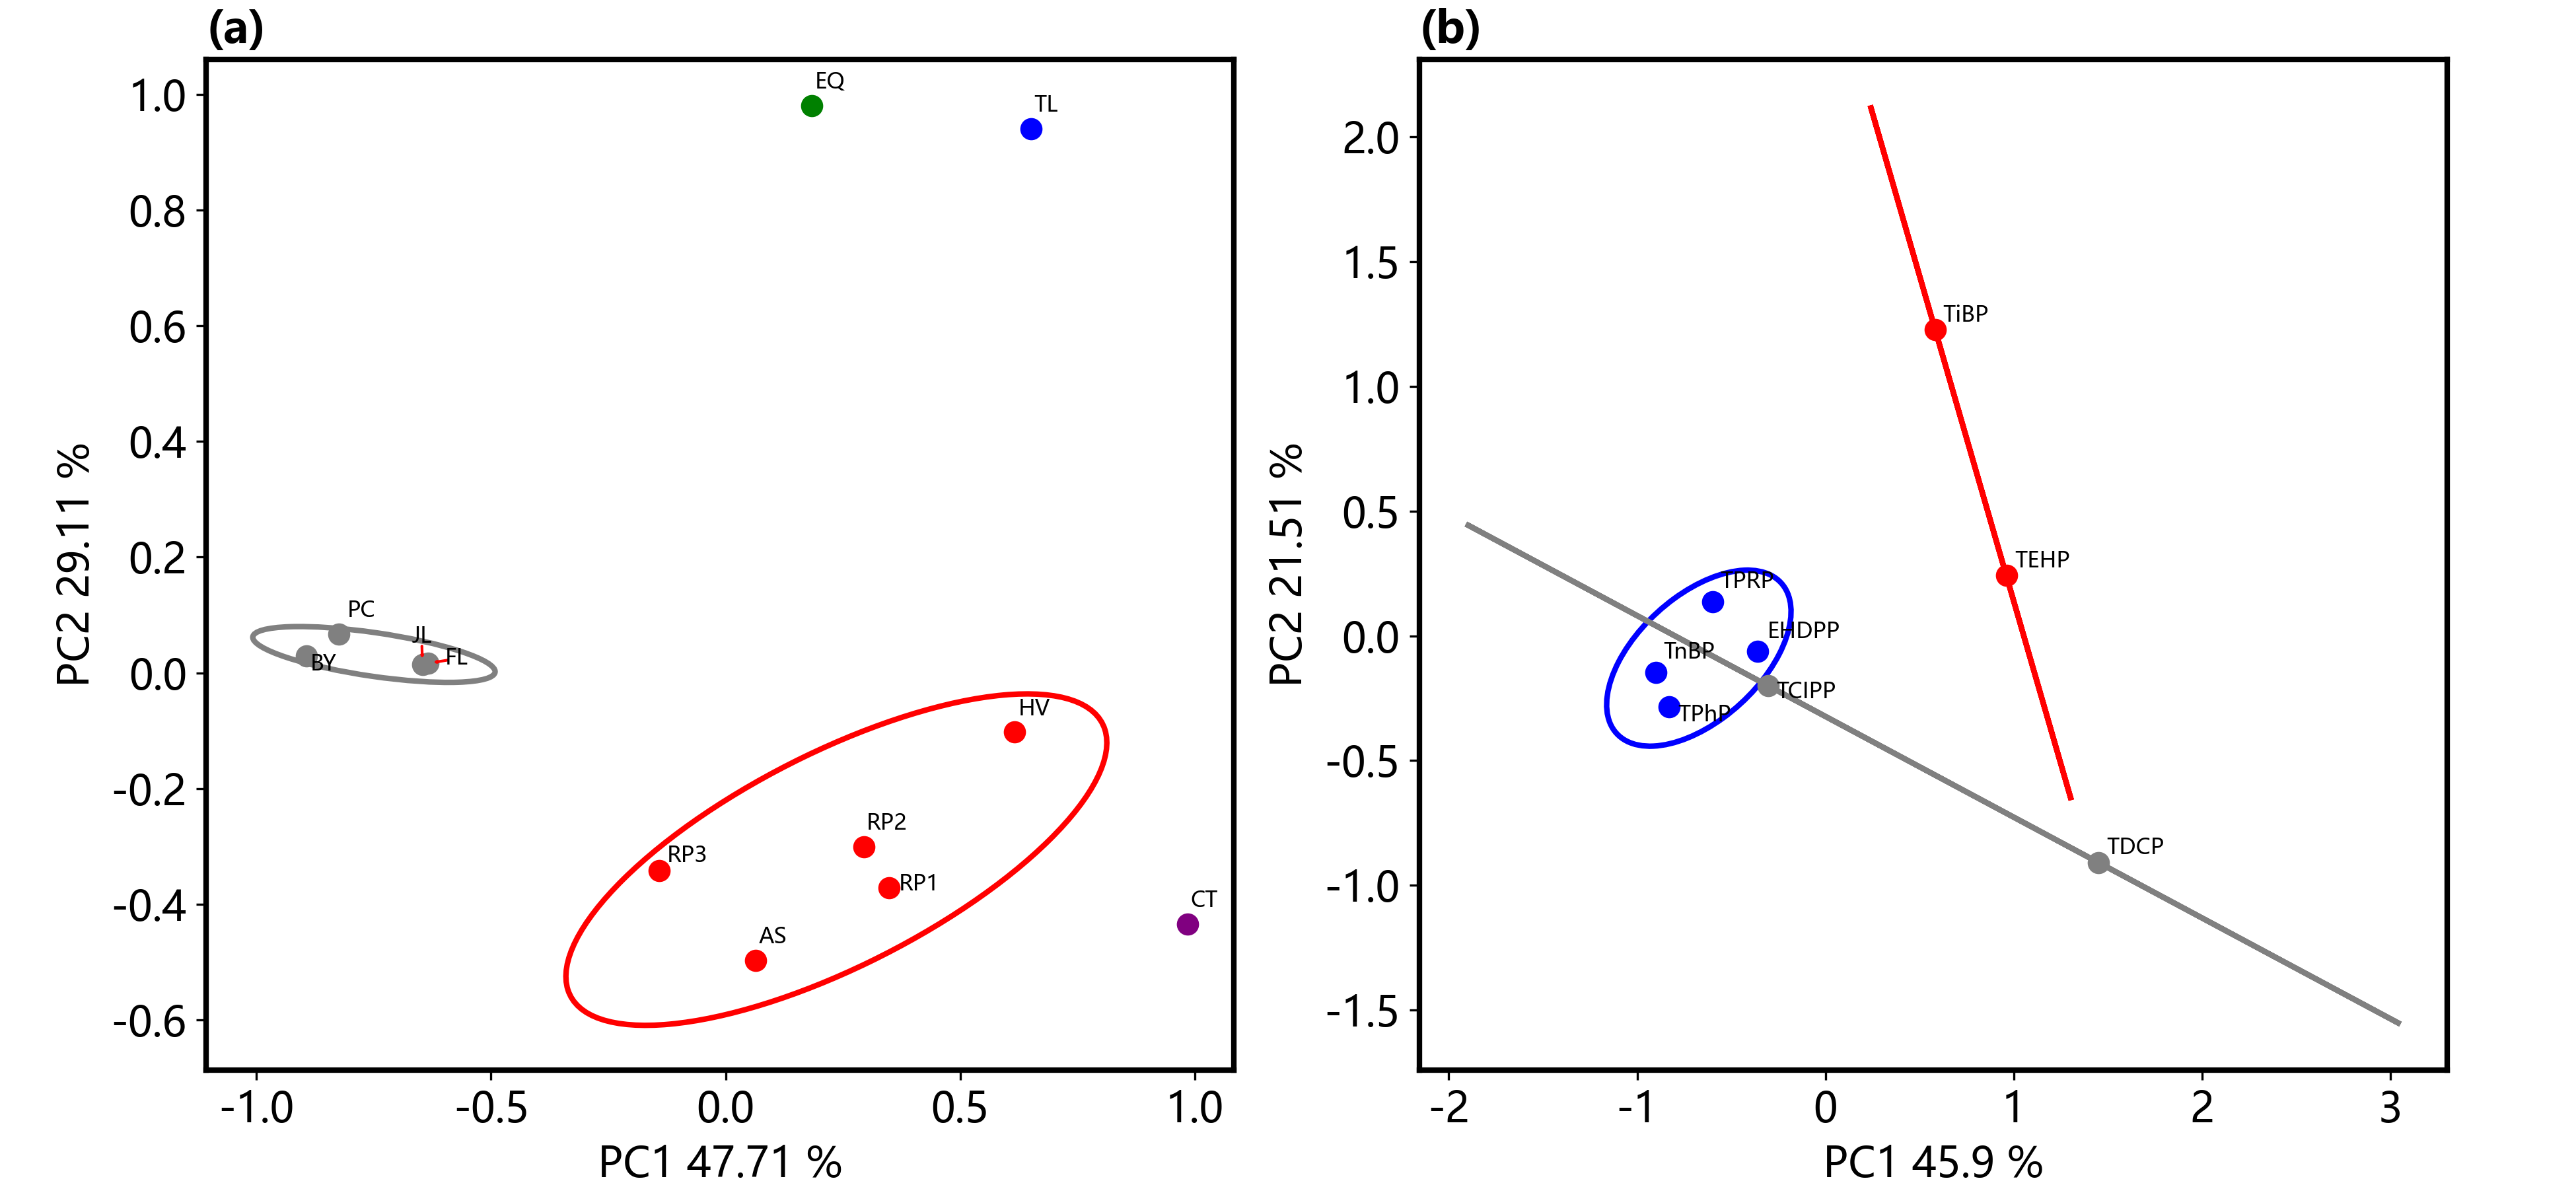 (a)
EQ
TL
1.0
0.8
0.6
0.4
0.2
0.0
-0.2
-0.4
-0.6
PC2 29.11 %
PC
JL
BY
FL
HV
RP2
RP3
RP1
CT
AS
-1.0 -0.5 0.0 0.5 1.0
PC1 47.71 %
(b)
2.0
1.5
1.0
0.5
0.0
-0.5
-1.0
-1.5
PC2 21.51 %
TiBP
TEHP
TPRP
EHDPP
TnBP
TCIPP
TPhP
TDCP
-2 -1 0 1 2 3
PC1 45.9 %